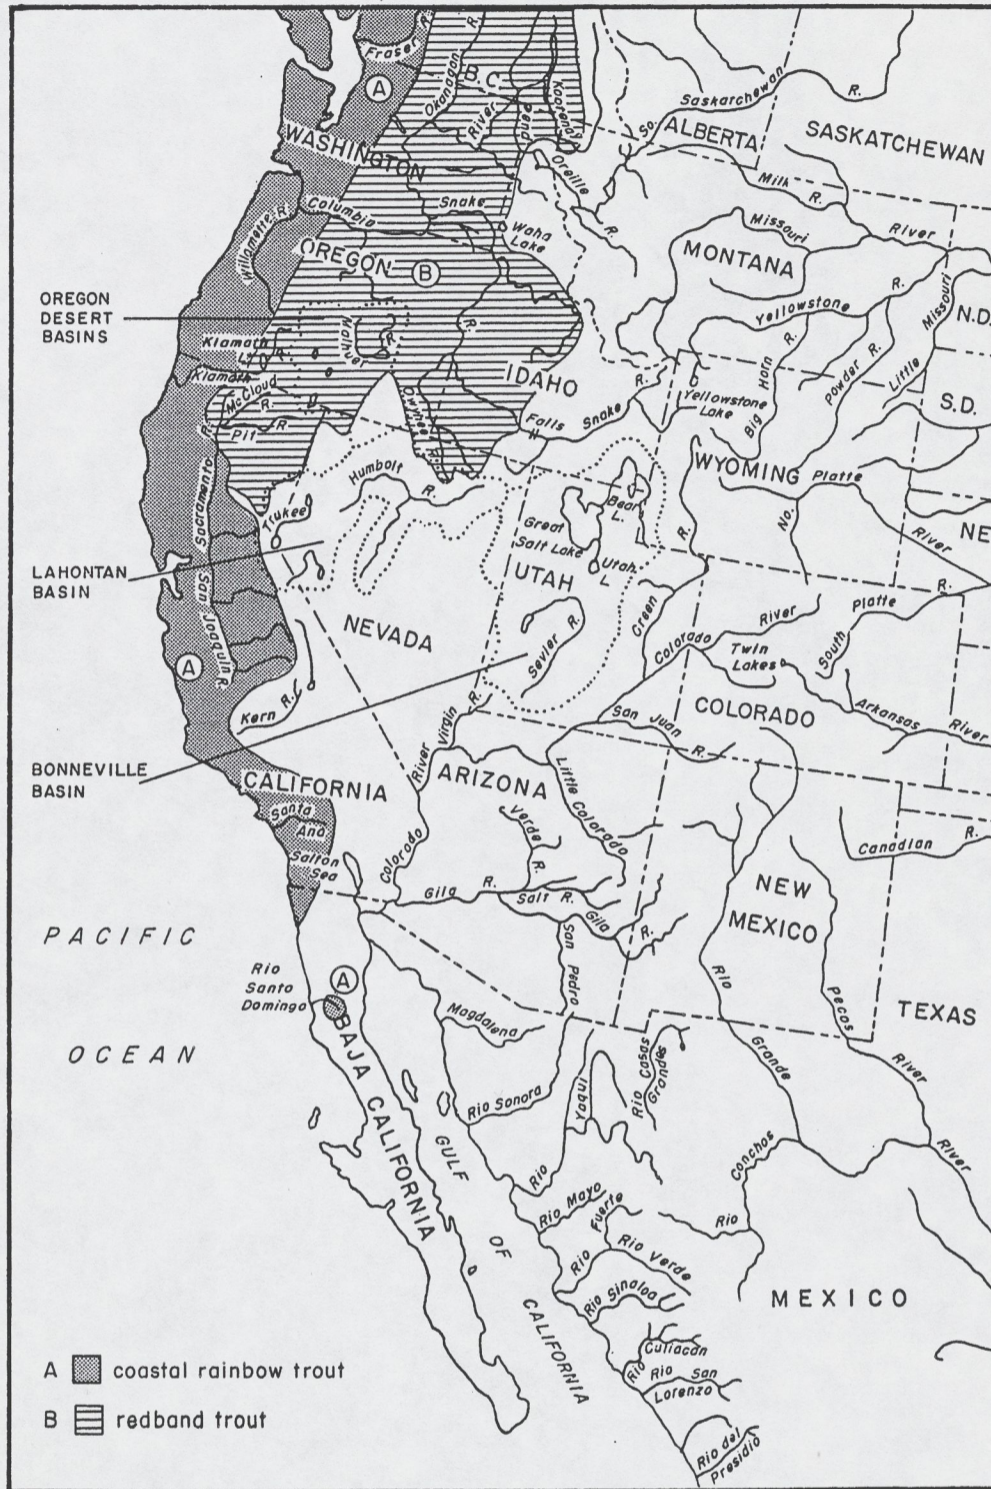 Fraser R.
A
B.C.
Okanagan R.
River
Pend
Kootenai
Oreille
R.
So. Saskatchewan R.
ALBERTA
SASKATCHEWAN
WASHINGTON
Milk R.
Columbia
Snake
R.
Waha
Lake
Missouri
River
Willamette R.
OREGON
B
MONTANA
OREGON
DESERT
BASINS
Malheur
R.
Yellowstone R.
Missouri
Little
N.D.
Klamath
L.
R.
Klamath
IDAHO
Snake R.
Falls
Yellowstone
Lake
Big Horn R.
Powder R.
S.D.
McCloud
R.
Pit R.
Owyhee R.
WYOMING
Sacramento R.
Humbolt
R.
Truckee
Bear
L.
Great
Salt Lake
Utah
L.
No. Platte
River
NE
LAHONTAN
BASIN
UTAH
R.
Green
NEVADA
Sevier R.
Colorado River
Twin
Lakes
South Platte R.
San Joaquin R.
A
Kern R.
Virgin R.
San Juan R.
COLORADO
Arkansas River
BONNEVILLE
BASIN
CALIFORNIA
River
Colorado
ARIZONA
Little Colorado
Santa
Ana
Verde
R.
Canadian R.
Salton
Sea
Gila R.
Salt R.
Gila
R.
NEW
MEXICO
PACIFIC
San
Pedro
Rio
Pecos
Rio
Santo
Domingo
A
TEXAS
OCEAN
BAJA CALIFORNIA
Magdalena
Rio Casas
Grandes
Grande
River
Rio Sonora
Yaqui
GULF
Conchos
River
Rio
Rio Mayo
Fuerte
Rio
OF
Rio
Rio Verde
Rio Sinaloa
MEXICO
CALIFORNIA
Culiacan
Rio
Rio San
Lorenzo
A coastal rainbow trout
B redband trout
Rio del
Presidio